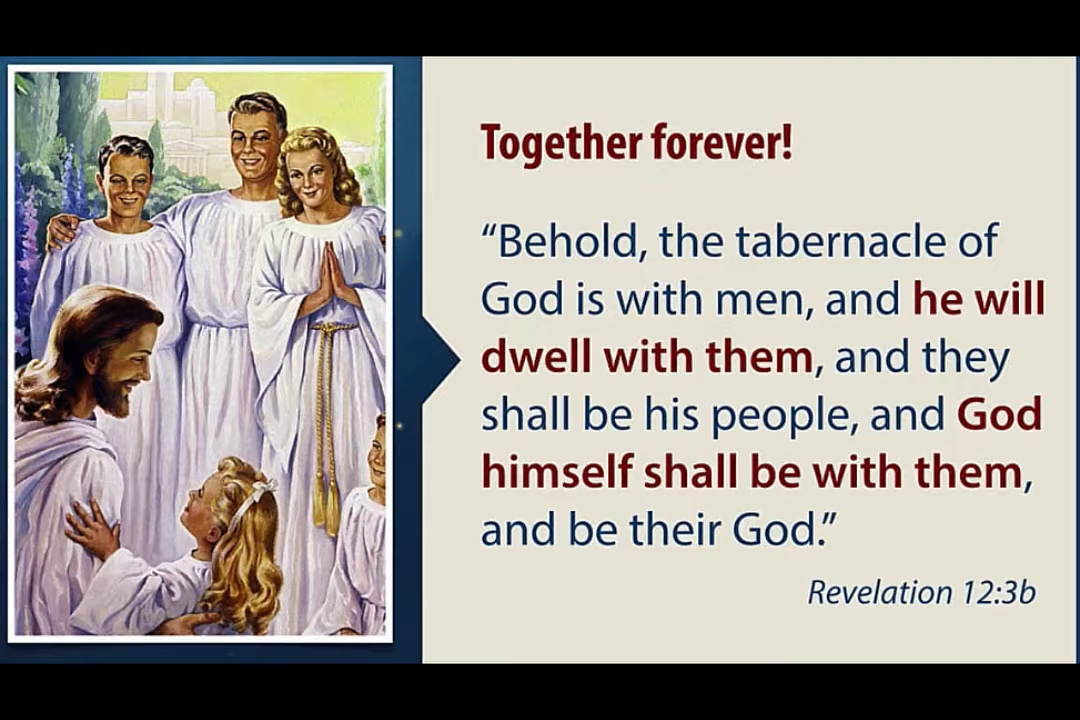 Together forever!
“Behold, the tabernacle of
God is with men, and he will
dwell with them, and they
shall be his people, and God
himself shall be with them,
and be their God.”
Revelation 12:3b